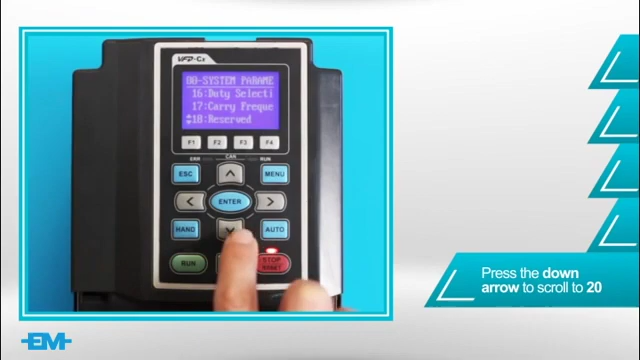 VFD-C2
00-SYSTEM PARAME
16:Duty Selecti
17:Carry Freque
18:Reserved
F1 F2 F3 F4
ERR CAN RUN
ESC MENU
ENTER
HAND AUTO
RUN STOP
RESET
Press the down
arrow to scroll to 20
EM